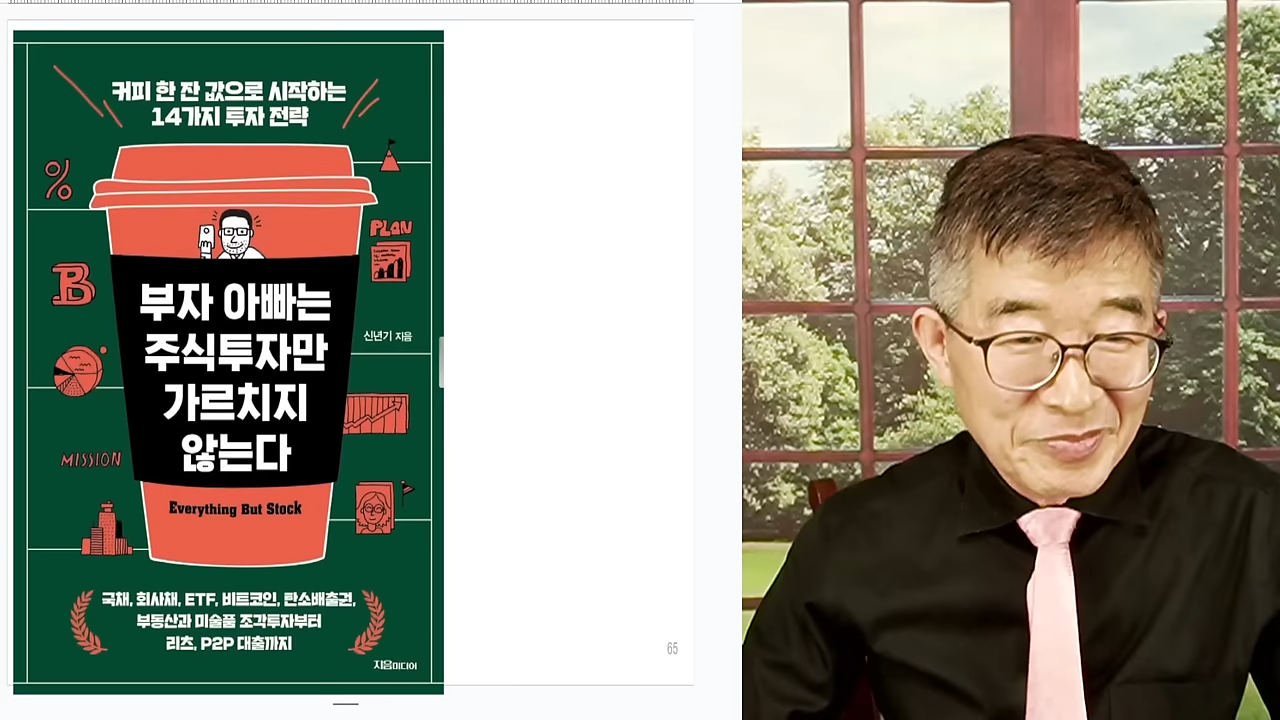 커피 한 잔 값으로 시작하는
14가지 투자 전략
%
PLAN
B
부자 아빠는
주식투자만
가르치지
않는다
신년기 지음
MISSION
Everything But Stock
국채, 회사채, ETF, 비트코인, 탄소배출권,
부동산과 미술품 조각투자부터
리츠, P2P 대출까지
지음미디어
65